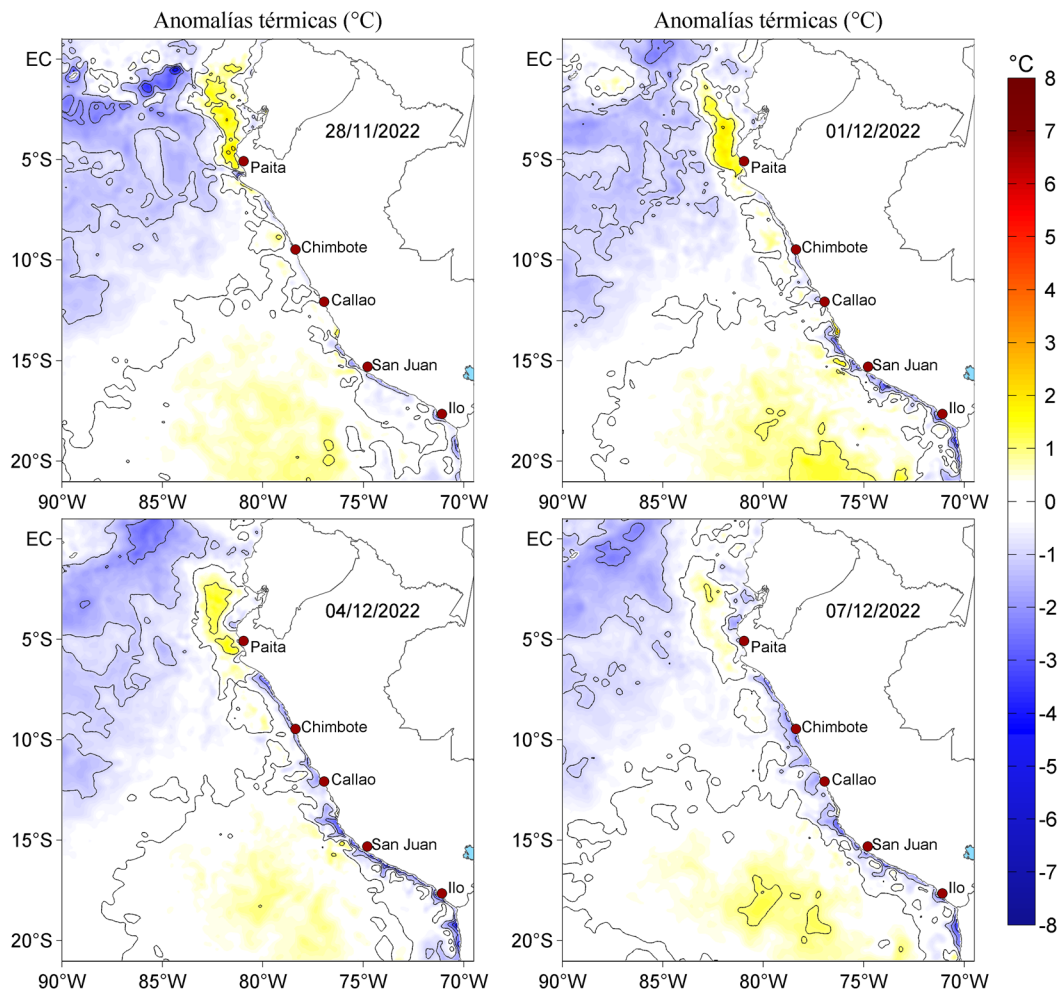 Anomalías térmicas (°C)
Anomalías térmicas (°C)
°C
8
7
6
5
4
3
2
1
0
-1
-2
-3
-4
-5
-6
-7
-8
EC
5°S
10°S
15°S
20°S
28/11/2022
Paita
Chimbote
Callao
San Juan
Ilo
90°W
85°W
80°W
75°W
70°W
EC
5°S
10°S
15°S
20°S
01/12/2022
Paita
Chimbote
Callao
San Juan
Ilo
90°W
85°W
80°W
75°W
70°W
EC
5°S
10°S
15°S
20°S
04/12/2022
Paita
Chimbote
Callao
San Juan
Ilo
90°W
85°W
80°W
75°W
70°W
EC
5°S
10°S
15°S
20°S
07/12/2022
Paita
Chimbote
Callao
San Juan
Ilo
90°W
85°W
80°W
75°W
70°W